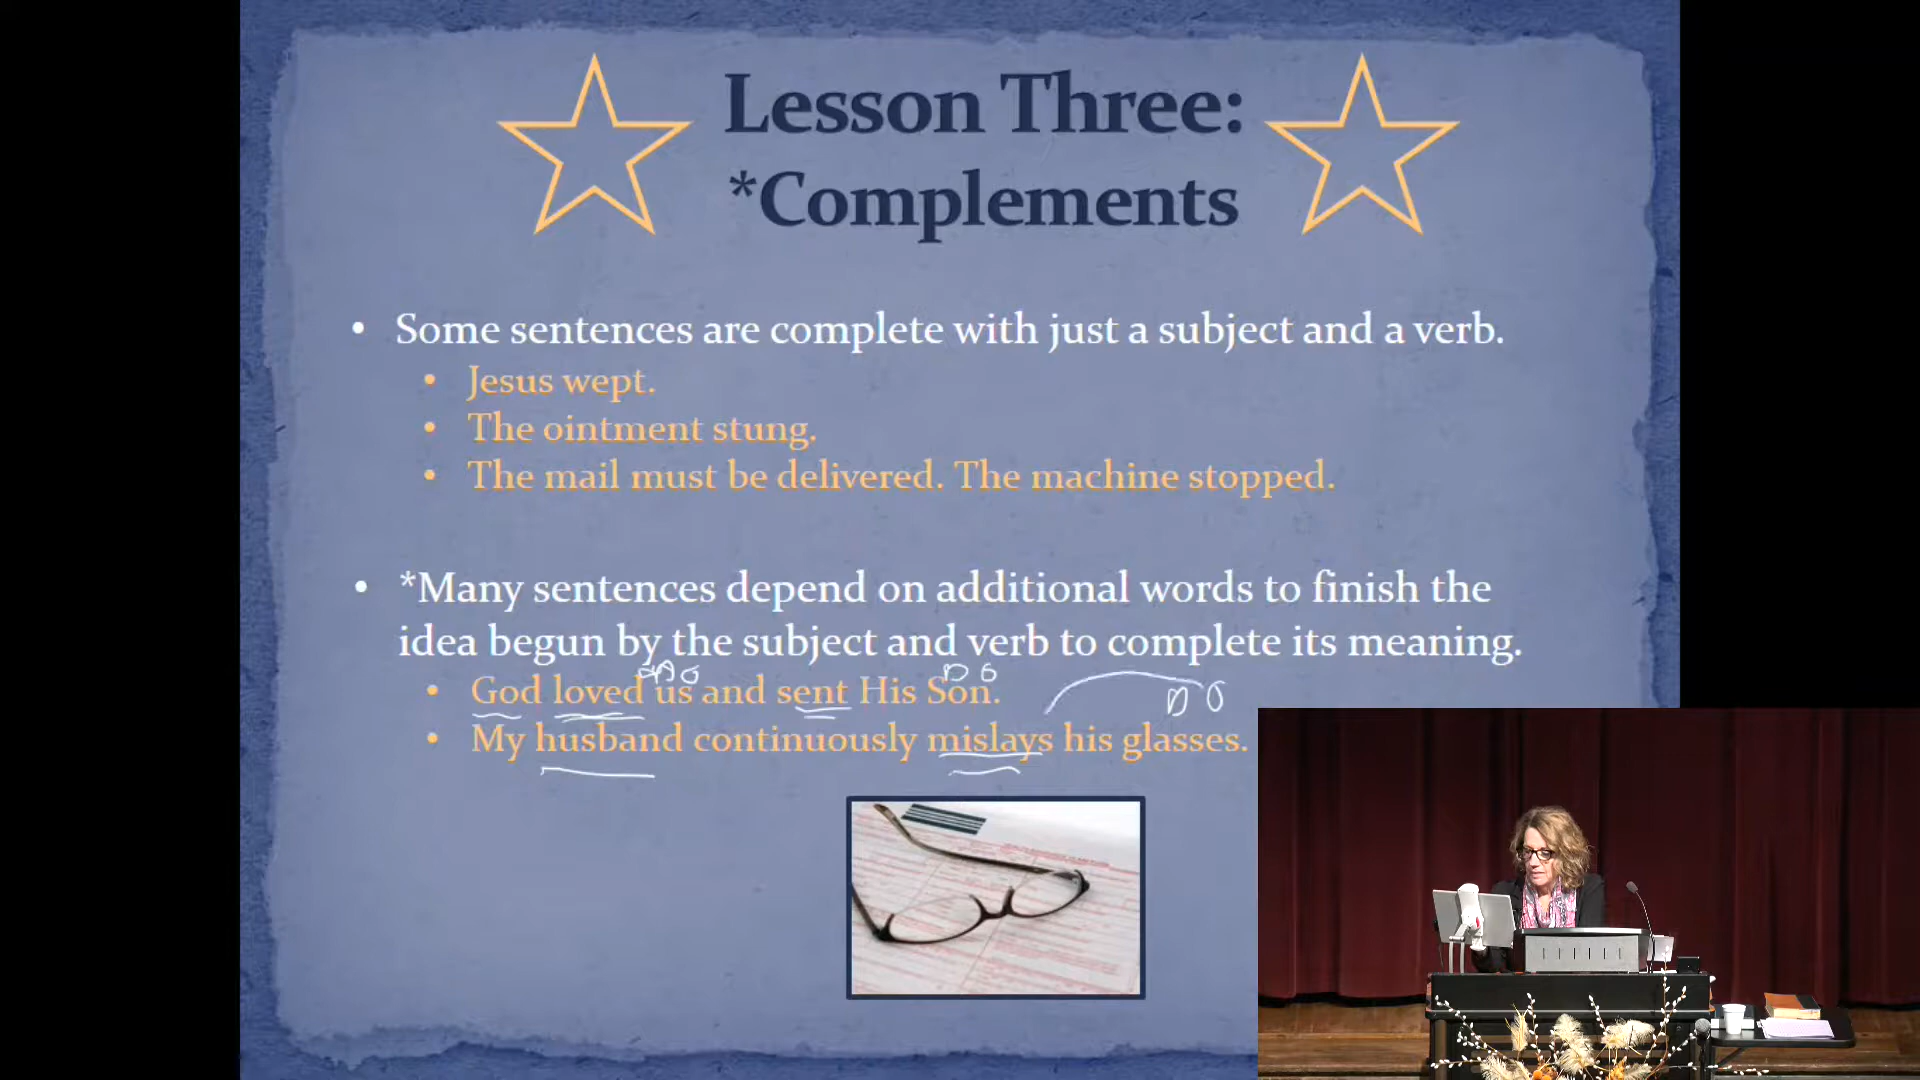 Lesson Three:
*Complements
• Some sentences are complete with just a subject and a verb.
• Jesus wept.
• The ointment stung.
• The mail must be delivered. The machine stopped.
• *Many sentences depend on additional words to finish the
idea begun by the subject and verb to complete its meaning.
DO DO
• God loved us and sent His Son.
DO
• My husband continuously mislays his glasses.